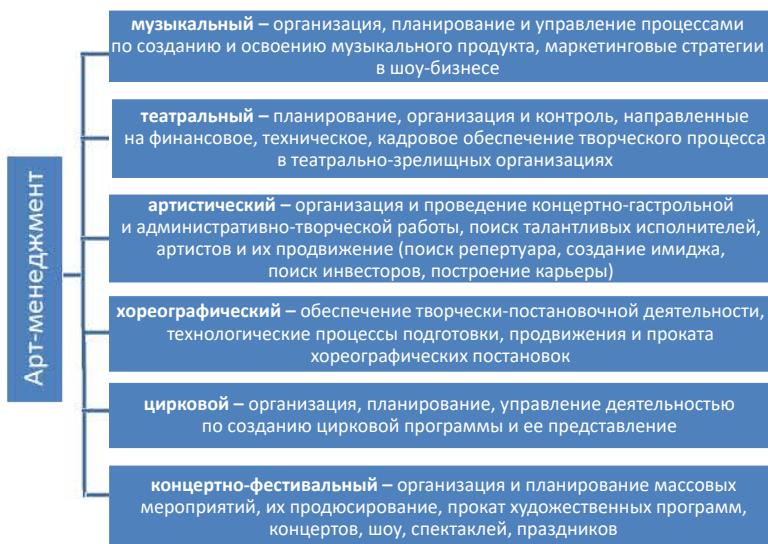 Арт-менеджмент
музыкальный – организация, планирование и управление процессами
по созданию и освоению музыкального продукта, маркетинговые стратегии
в шоу-бизнесе
театральный – планирование, организация и контроль, направленные
на финансовое, техническое, кадровое обеспечение творческого процесса
в театрально-зрелищных организациях
артистический – организация и проведение концертно-гастрольной
и административно-творческой работы, поиск талантливых исполнителей,
артистов и их продвижение (поиск репертуара, создание имиджа,
поиск инвесторов, построение карьеры)
хореографический – обеспечение творчески-постановочной деятельности,
технологические процессы подготовки, продвижения и проката
хореографических постановок
цирковой – организация, планирование, управление деятельностью
по созданию цирковой программы и ее представление
концертно-фестивальный – организация и планирование массовых
мероприятий, их продюсирование, прокат художественных программ,
концертов, шоу, спектаклей, праздников